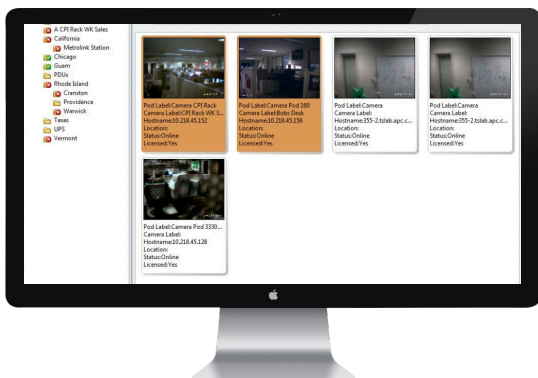 A CPI Rack WK Sales
California
Metrolink Station
Chicago
Guam
PDUs
Rhode Island
Cranston
Providence
Warwick
Texas
UPS
Vermont
Pod Label:Camera CPI Rack
Camera Label:CPI Rack WK S...
Hostname:10.218.45.152
Location:
Status:Online
Licensed:Yes
Pod Label:Camera Pod 160
Camera Label:Bobs Desk
Hostname:10.218.45.156
Location:
Status:Online
Licensed:Yes
Pod Label:Camera
Camera Label:
Hostname:355-2.tslab.apc.c...
Location:
Status:Online
Licensed:Yes
Pod Label:Camera
Camera Label:
Hostname:355-2.tslab.apc.c...
Location:
Status:Online
Licensed:Yes
Pod Label:Camera Pod 3330...
Camera Label:
Hostname:10.218.45.128
Location:
Status:Online
Licensed:Yes